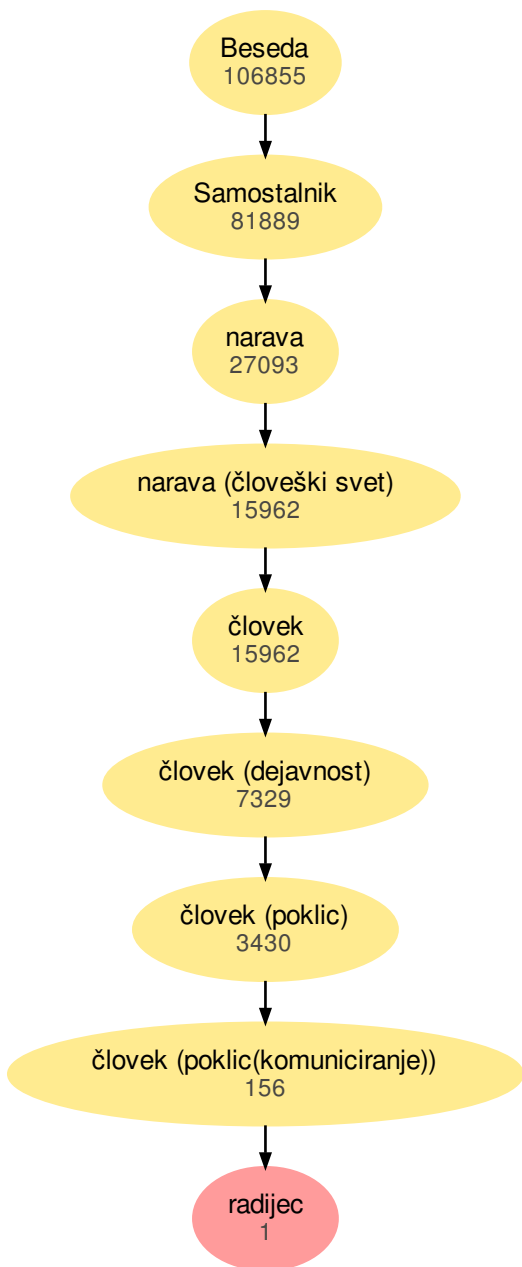 Beseda
106855
Samostalnik
81889
narava
27093
narava (človeški svet)
15962
človek
15962
človek (dejavnost)
7329
človek (poklic)
3430
človek (poklic(komuniciranje))
156
radijec
1